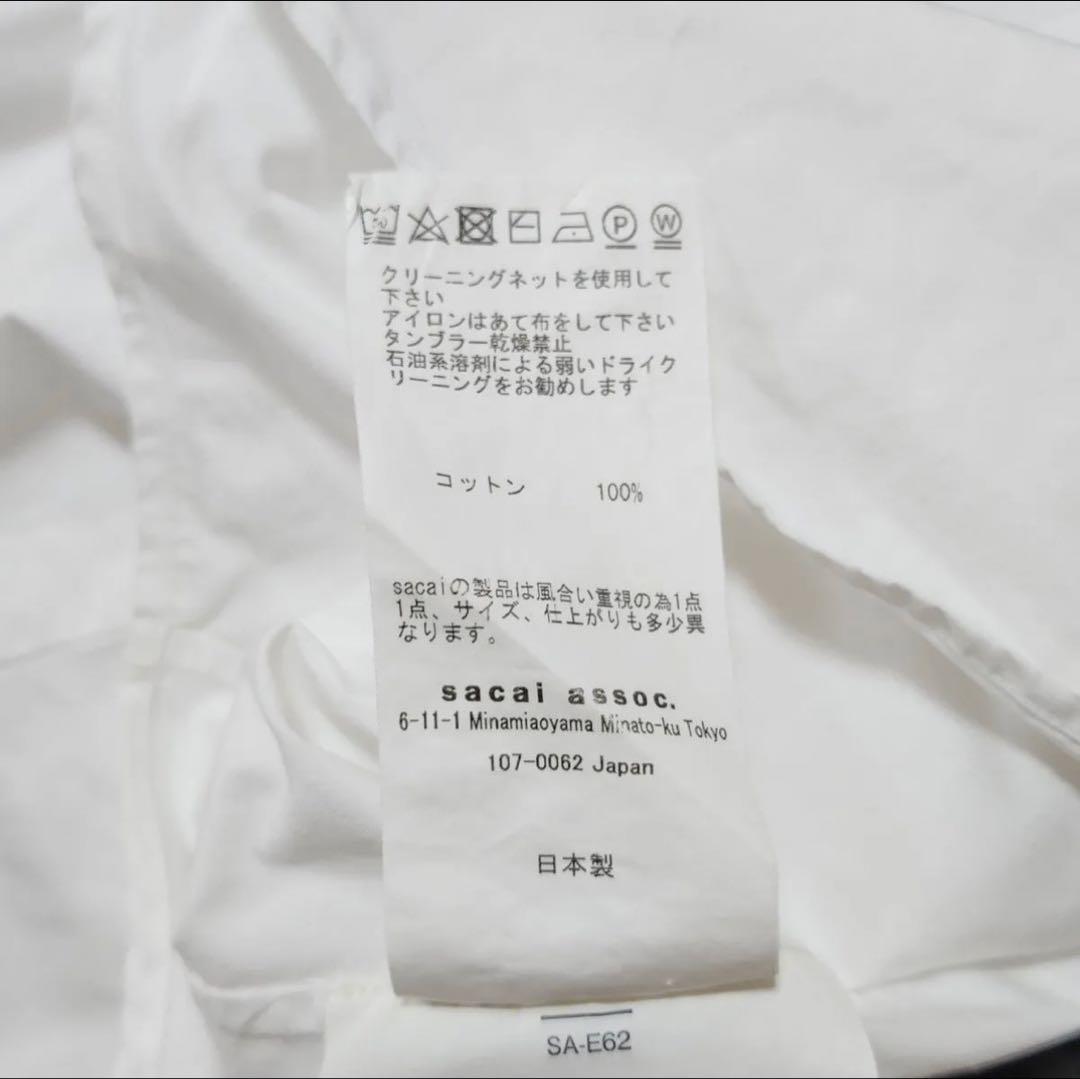 P W
クリーニングネットを使用して
下さい
アイロンはあて布をして下さい
タンブラー乾燥禁止
石油系溶剤による弱いドライク
リーニングをお勧めします
コットン 100%
sacaiの製品は風合い重視の為1点
1点、サイズ、仕上がりも多少異
なります。
sacai assoc.
6-11-1 Minamiaoyama Minato-ku Tokyo
107-0062 Japan
日本製
SA-E62